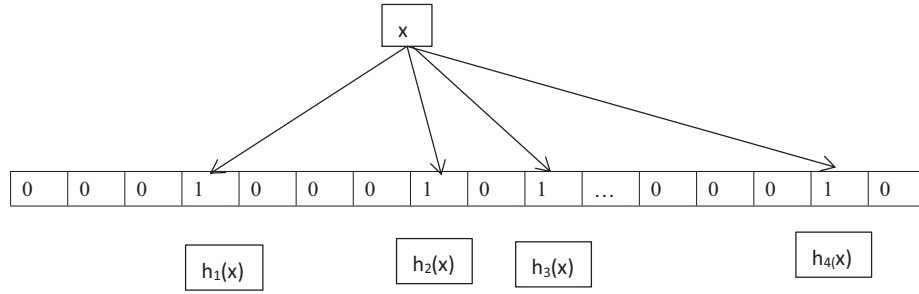 x
0 0 0 1 0 0 0 1 0 1 ... 0 0 0 1 0
h₁(x) h₂(x) h₃(x) h₄(x)